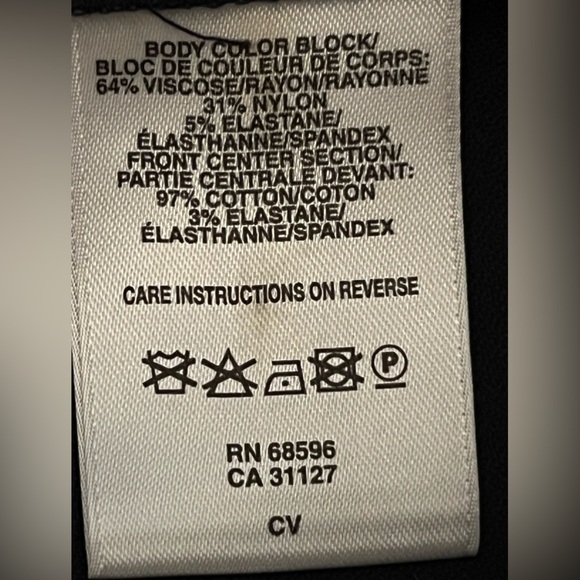 BODY COLOR BLOCK/
BLOC DE COULEUR DE CORPS:
64% VISCOSE/RAYON/RAYONNE
31% NYLON
5% ELASTANE/
ÉLASTHANNE/SPANDEX
FRONT CENTER SECTION/
PARTIE CENTRALE DEVANT:
97% COTTON/COTON
3% ELASTANE/
ÉLASTHANNE/SPANDEX
CARE INSTRUCTIONS ON REVERSE
P
RN 68596
CA 31127
CV